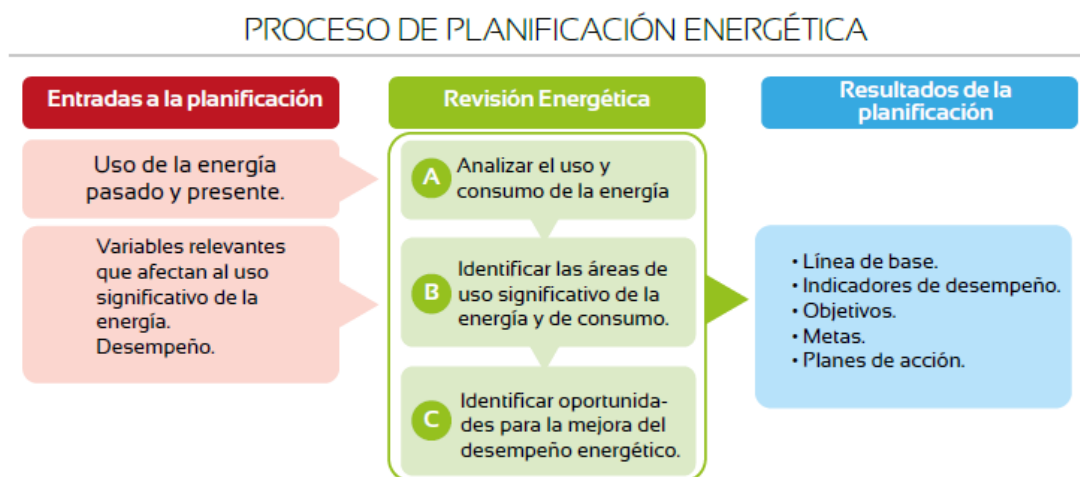 PROCESO DE PLANIFICACIÓN ENERGÉTICA
Entradas a la planificación
Uso de la energía
pasado y presente.
Variables relevantes
que afectan al uso
significativo de la
energía.
Desempeño.
Revisión Energética
A
Analizar el uso y
consumo de la energía
B
Identificar las áreas de
uso significativo de la
energía y de consumo.
C
Identificar oportunida-
des para la mejora del
desempeño energético.
Resultados de la
planificación
• Línea de base.
• Indicadores de desempeño.
• Objetivos.
• Metas.
• Planes de acción.